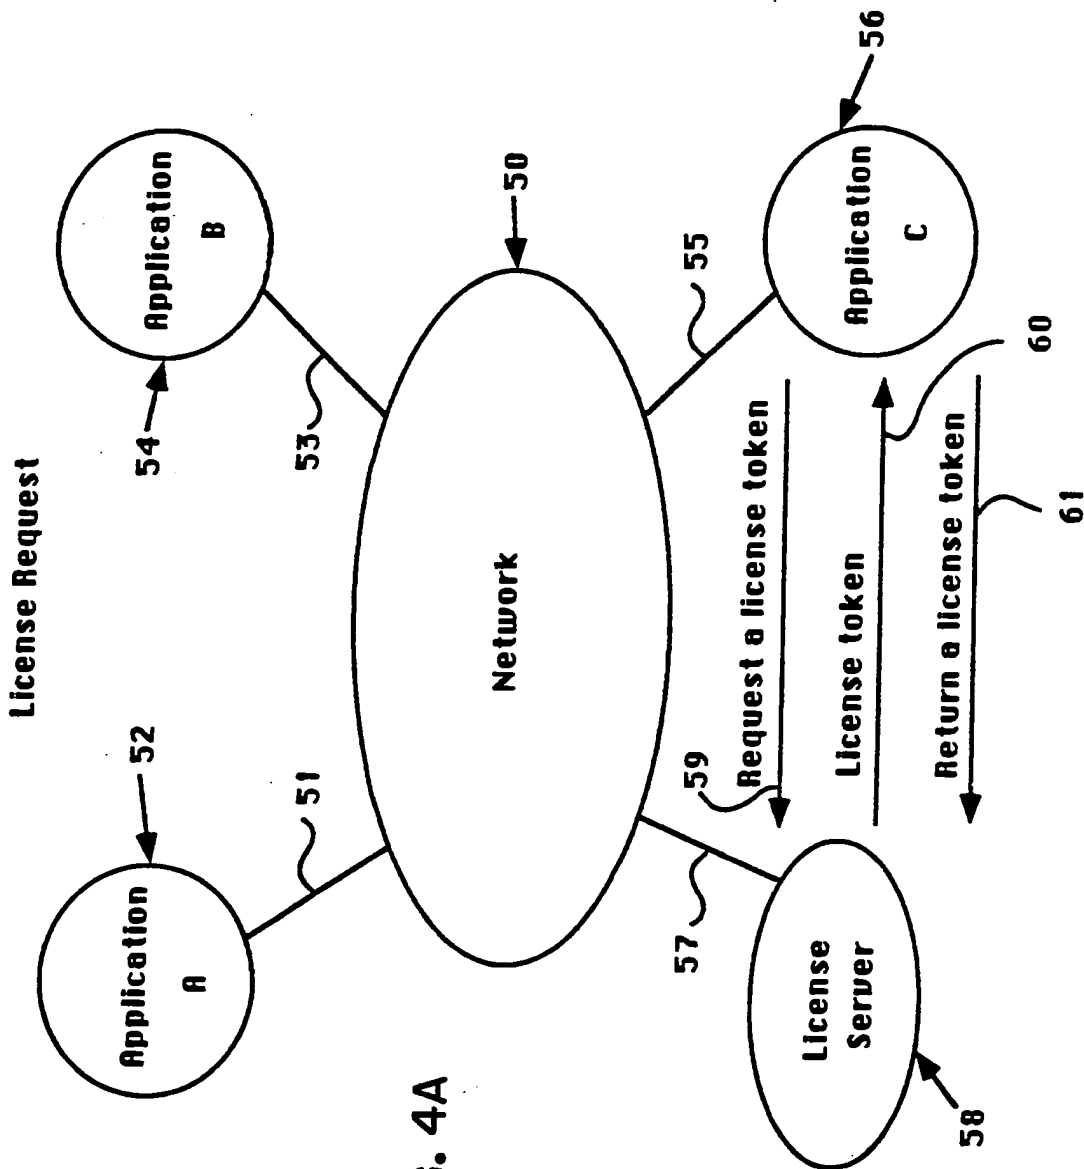 License Request
52
Application
A
51
54
Application
B
53
50
Network
57
License
Server
58
55
56
Application
C
59
Request a license token
License token
60
Return a license token
61
. 4A